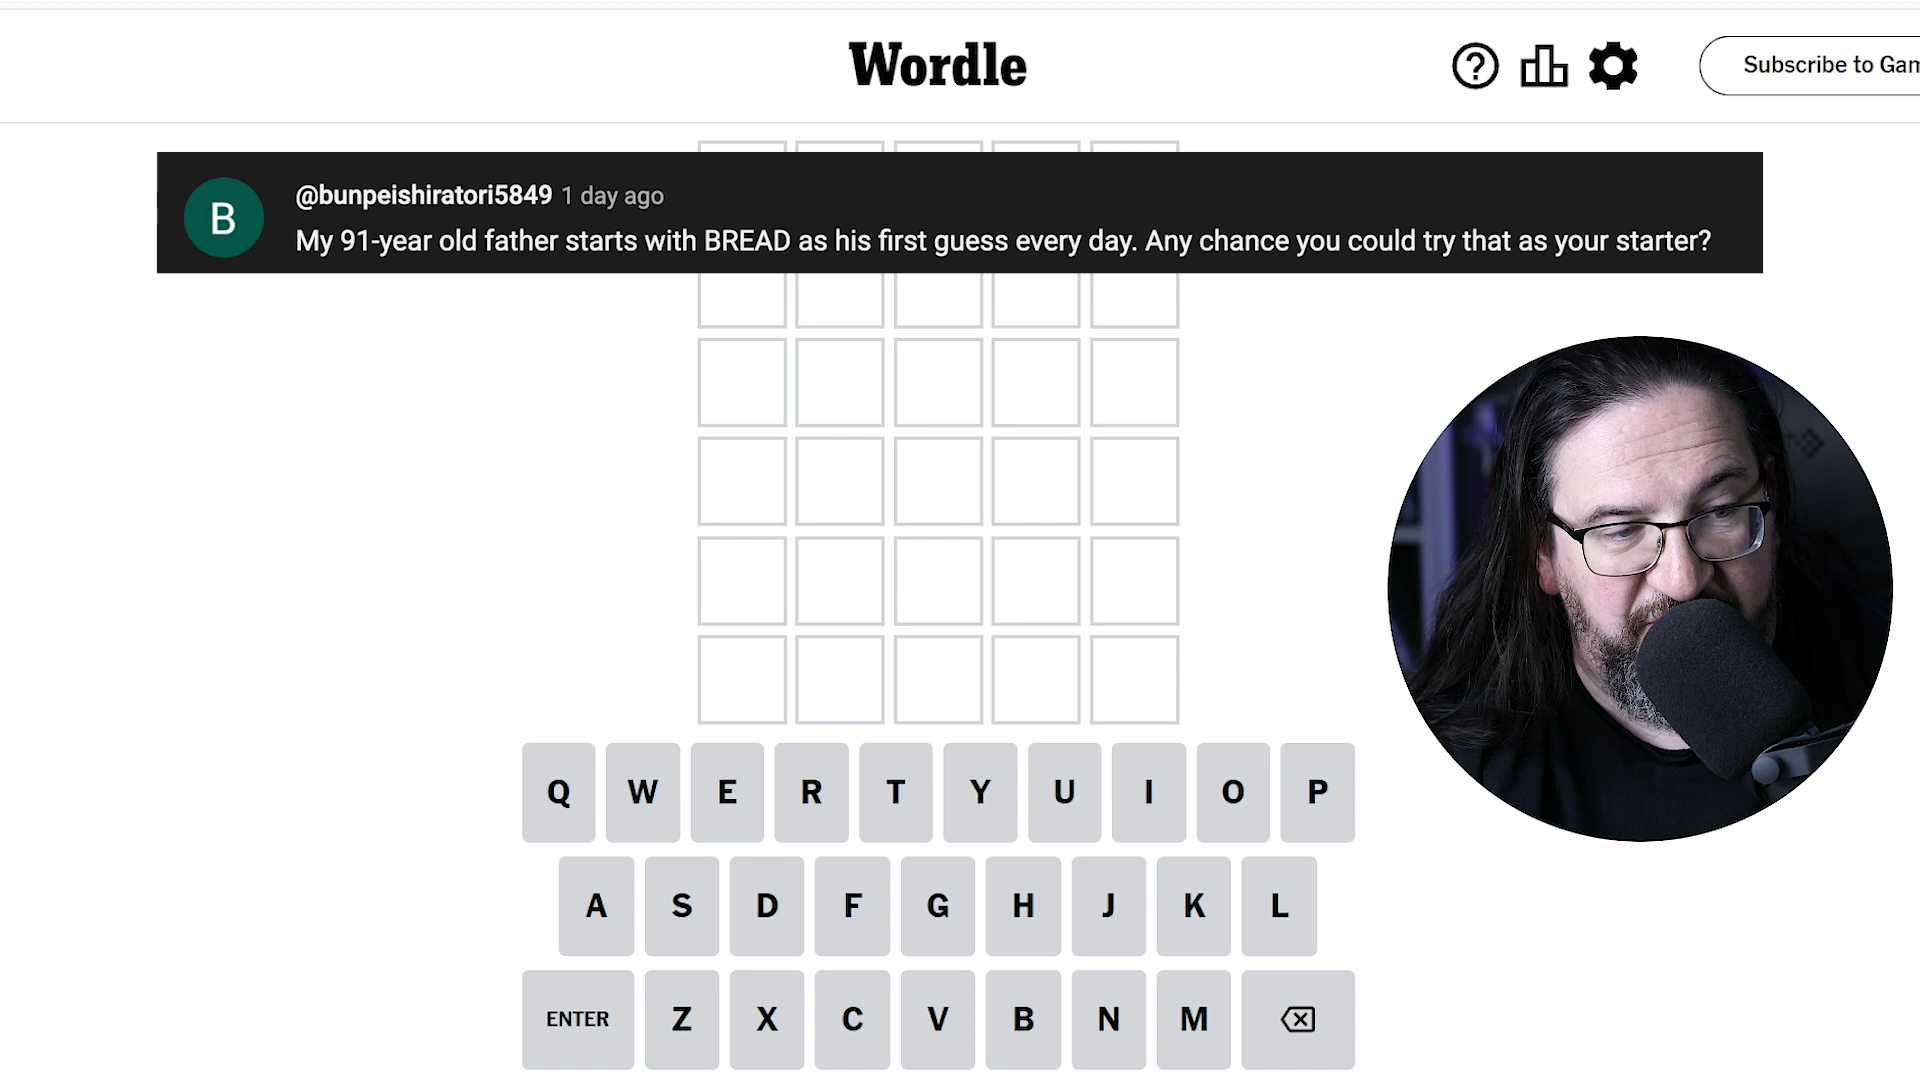 Wordle
Subscribe to Gam
B
@bunpeishiratori5849 1 day ago
My 91-year old father starts with BREAD as his first guess every day. Any chance you could try that as your starter?
Q W E R T Y U I O P
A S D F G H J K L
ENTER Z X C V B N M